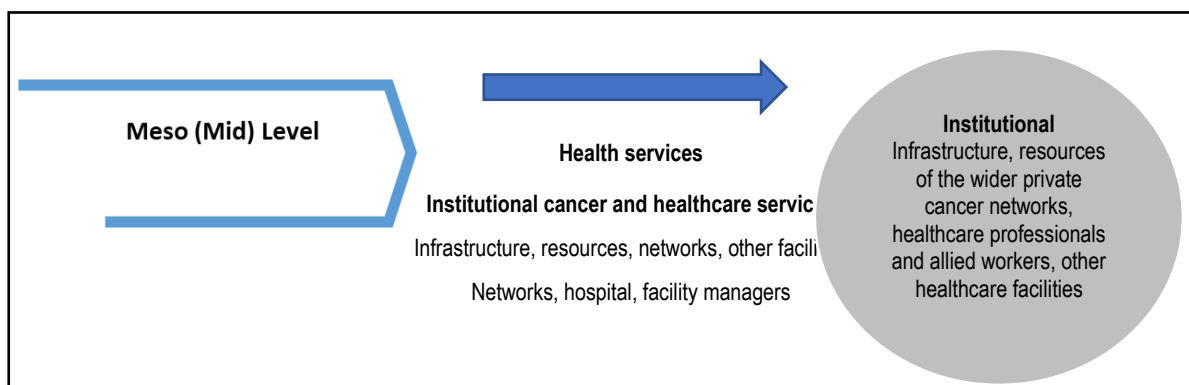 Meso (Mid) Level
Health services
Institutional cancer and healthcare servic
Infrastructure, resources, networks, other facili
Networks, hospital, facility managers
Institutional
Infrastructure, resources
of the wider private
cancer networks,
healthcare professionals
and allied workers, other
healthcare facilities